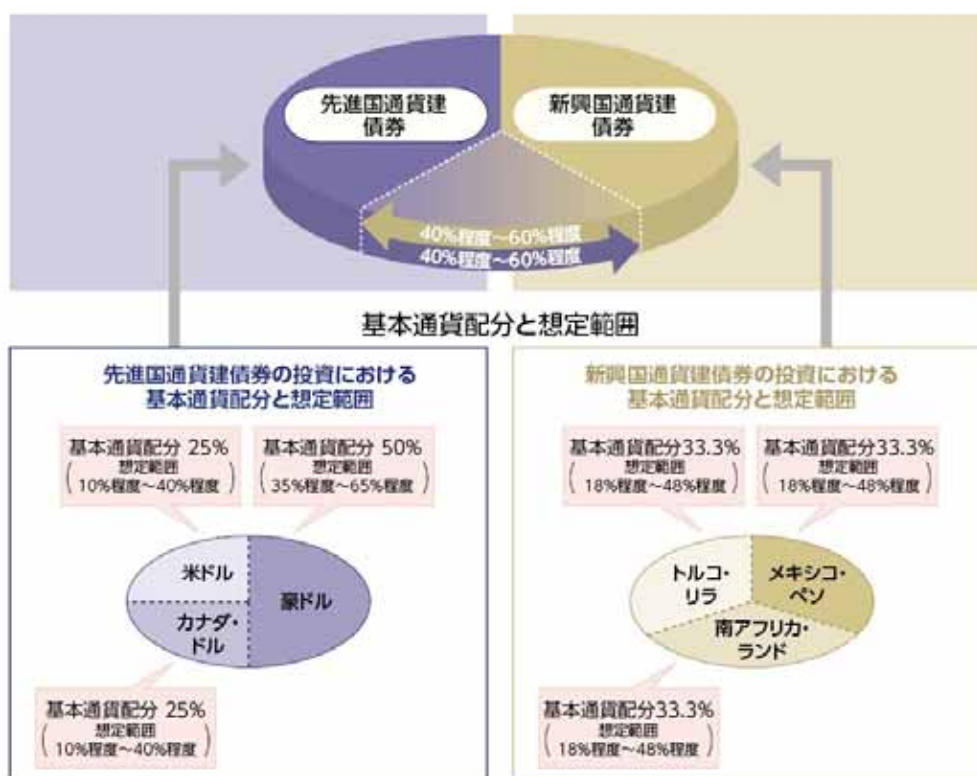 先進国通貨建
債券
新興国通貨建
債券
40%程度～60%程度
40%程度～60%程度
基本通貨配分と想定範囲
先進国通貨建債券の投資における
基本通貨配分と想定範囲
基本通貨配分 25%
想定範囲
(10%程度～40%程度)
基本通貨配分 50%
想定範囲
(35%程度～65%程度)
米ドル
豪ドル
カナダ・
ドル
基本通貨配分 25%
想定範囲
(10%程度～40%程度)
新興国通貨建債券の投資における
基本通貨配分と想定範囲
基本通貨配分33.3%
想定範囲
(18%程度～48%程度)
基本通貨配分33.3%
想定範囲
(18%程度～48%程度)
トルコ・
リラ
メキシコ・
ペソ
南アフリカ・
ランド
基本通貨配分33.3%
想定範囲
(18%程度～48%程度)